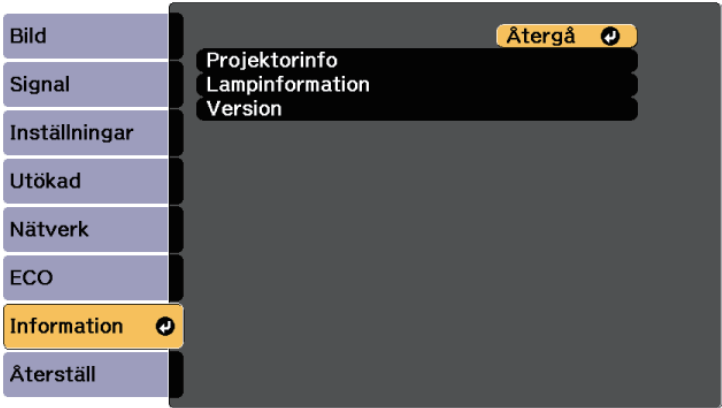 Bild
Signal
Inställningar
Utökad
Nätverk
ECO
Information
Återställ
Återgå
Projektorinfo
Lampinformation
Version